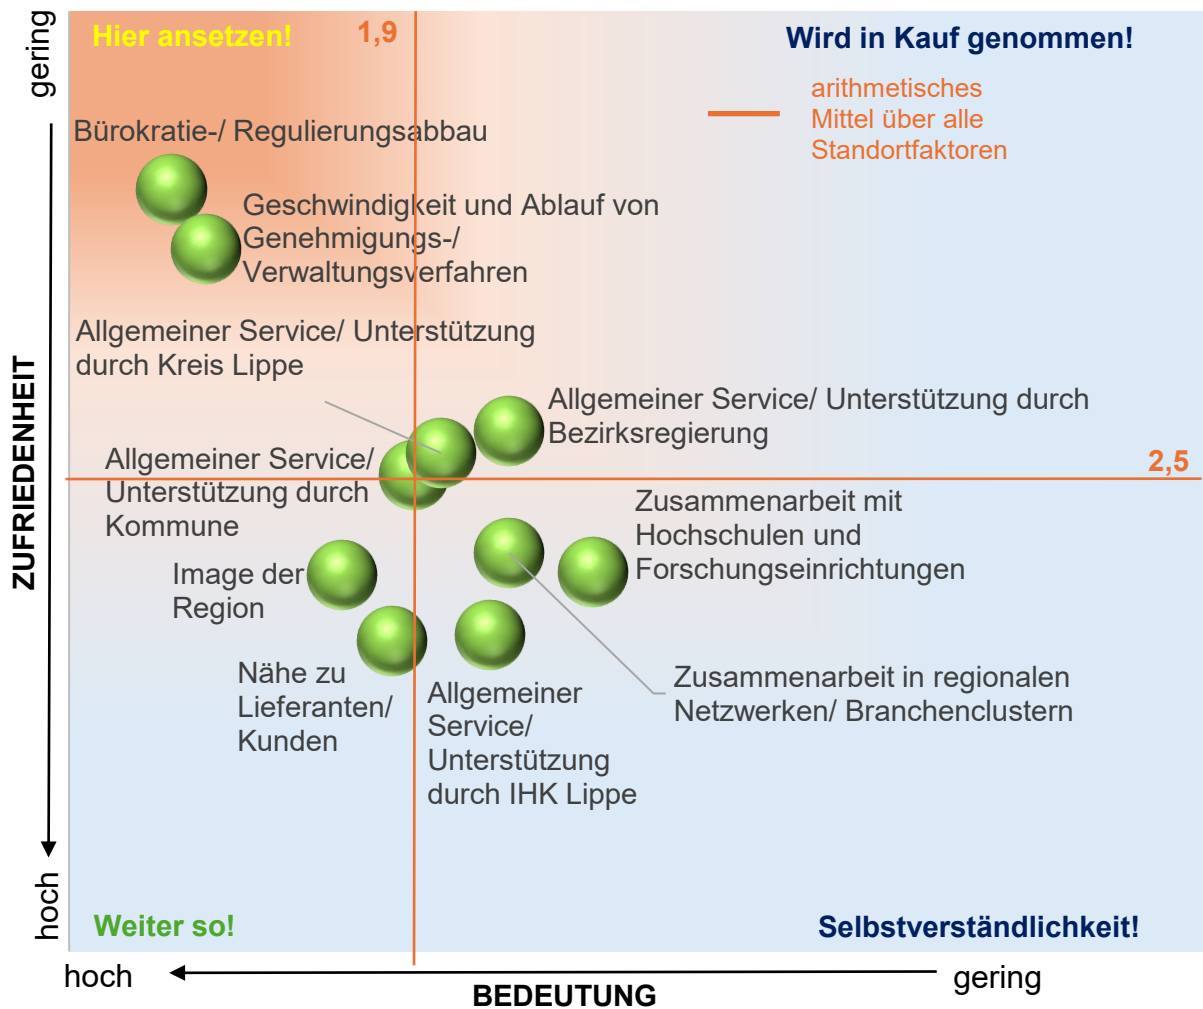 gering
Hier ansetzen!
1,9
Wird in Kauf genommen!
arithmetisches
Mittel über alle
Standortfaktoren
Bürokratie-/ Regulierungsabbau
Geschwindigkeit und Ablauf von
Genehmigungs-/
Verwaltungsverfahren
Allgemeiner Service/ Unterstützung
durch Kreis Lippe
ZUFRIEDENHEIT
Allgemeiner Service/ Unterstützung durch
Bezirksregierung
Allgemeiner Service/
Unterstützung durch
Kommune
2,5
Zusammenarbeit mit
Hochschulen und
Forschungseinrichtungen
Image der
Region
Nähe zu
Lieferanten/
Kunden
Allgemeiner
Service/
Unterstützung
durch IHK Lippe
Zusammenarbeit in regionalen
Netzwerken/ Branchenclustern
hoch
Weiter so!
Selbstverständlichkeit!
hoch
BEDEUTUNG
gering